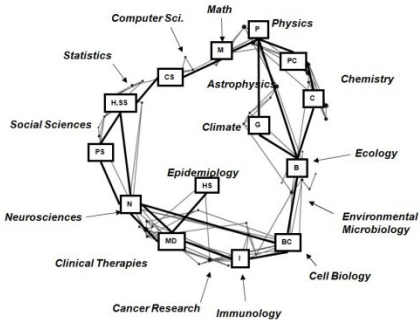 Math
Computer Sci.
P
Physics
M
PC
Statistics
CS
Astrophysics
Chemistry
H,SS
C
Social Sciences
Climate
G
PS
Ecology
B
Epidemiology
HS
N
Neurosciences
Environmental
Microbiology
MD
BC
Clinical Therapies
I
Cell Biology
Cancer Research
Immunology